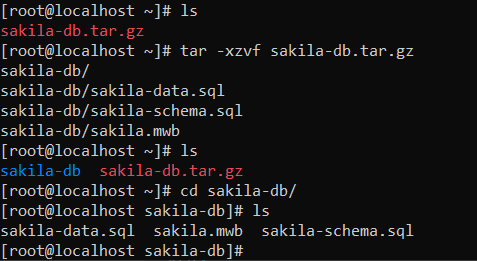 [root@localhost ~]# ls
sakila-db.tar.gz
[root@localhost ~]# tar -xzvf sakila-db.tar.gz
sakila-db/
sakila-db/sakila-data.sql
sakila-db/sakila-schema.sql
sakila-db/sakila.mwb
[root@localhost ~]# ls
sakila-db  sakila-db.tar.gz
[root@localhost ~]# cd sakila-db/
[root@localhost sakila-db]# ls
sakila-data.sql  sakila.mwb  sakila-schema.sql
[root@localhost sakila-db]#